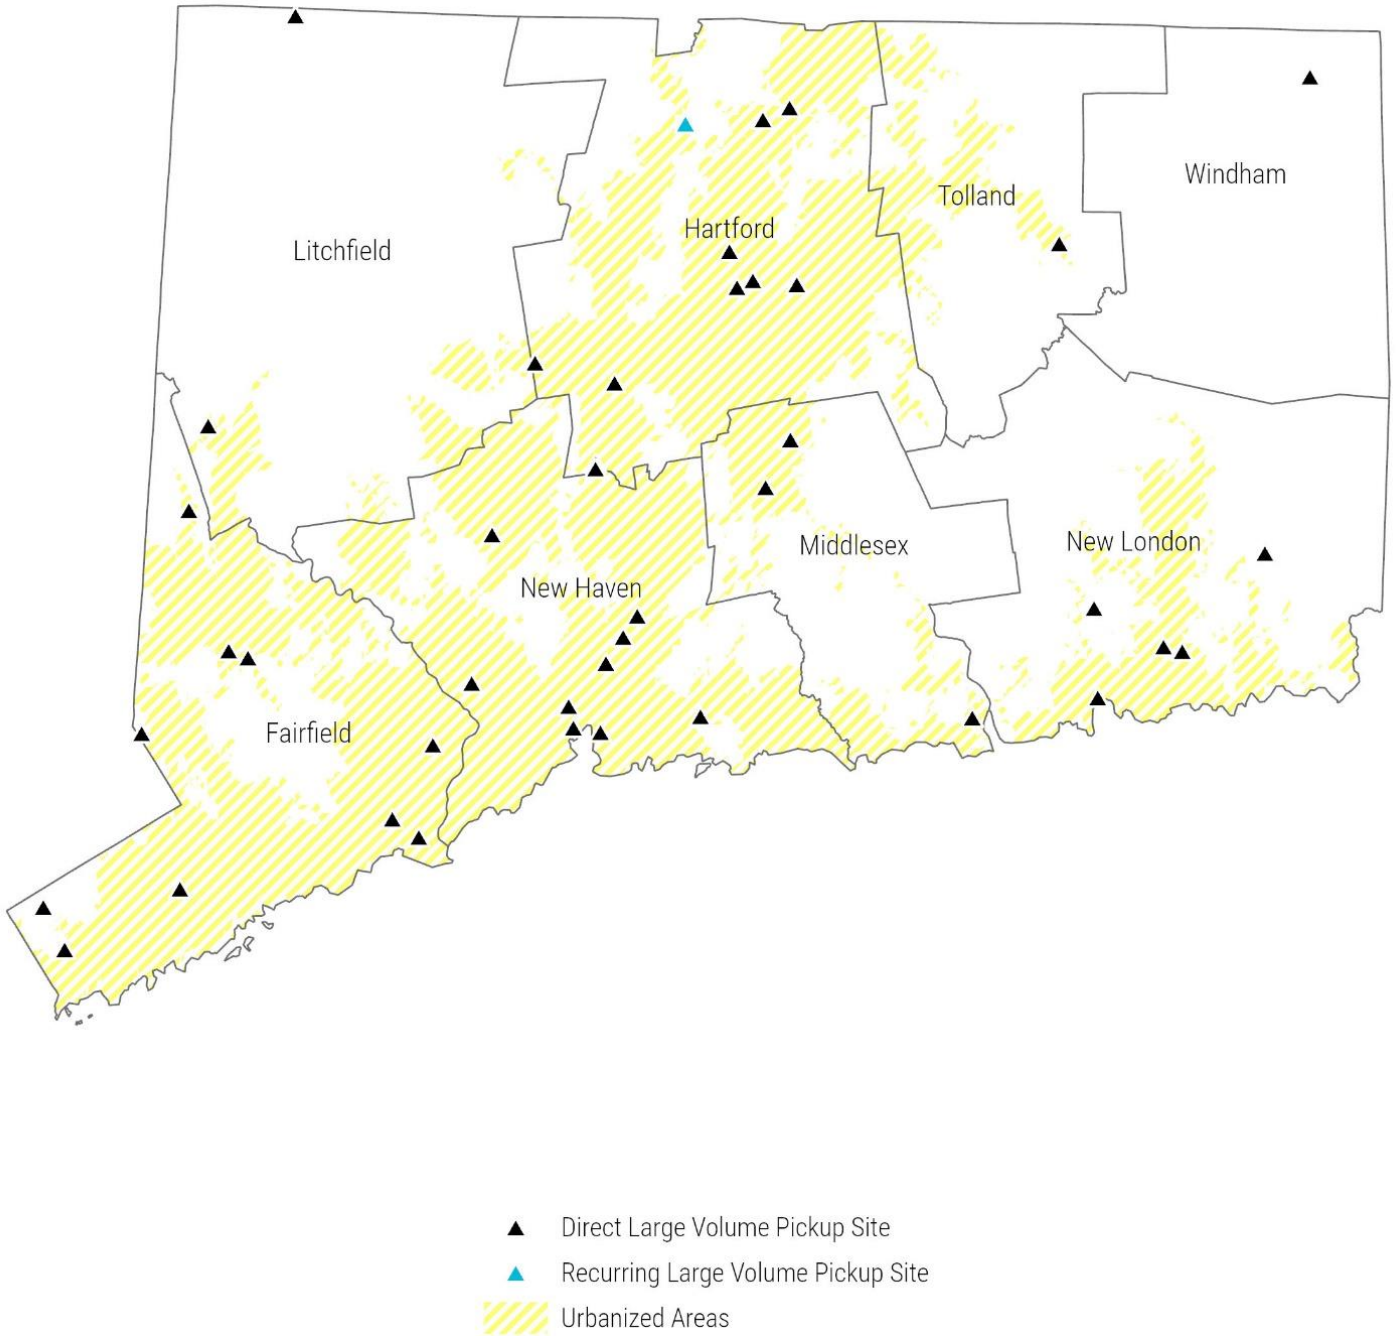 Windham
Tolland
Hartford
Litchfield
New London
Middlesex
New Haven
Fairfield
Direct Large Volume Pickup Site
Recurring Large Volume Pickup Site
Urbanized Areas